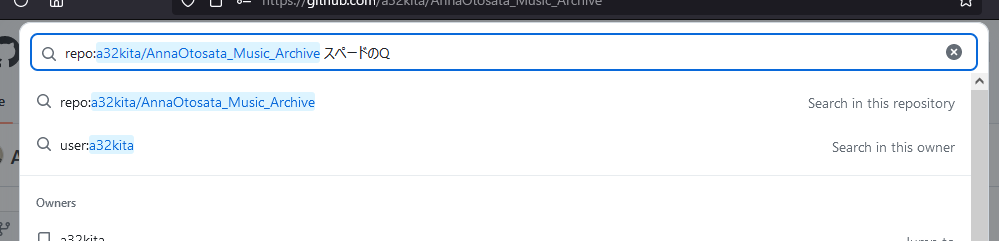 https://github.com/a32kita/AnnaOtosata_Music_Archive
repo:a32kita/AnnaOtosata_Music_Archive スペードのQ
repo:a32kita/AnnaOtosata_Music_Archive
Search in this repository
user:a32kita
Search in this owner
Owners
a32kita
Jump to